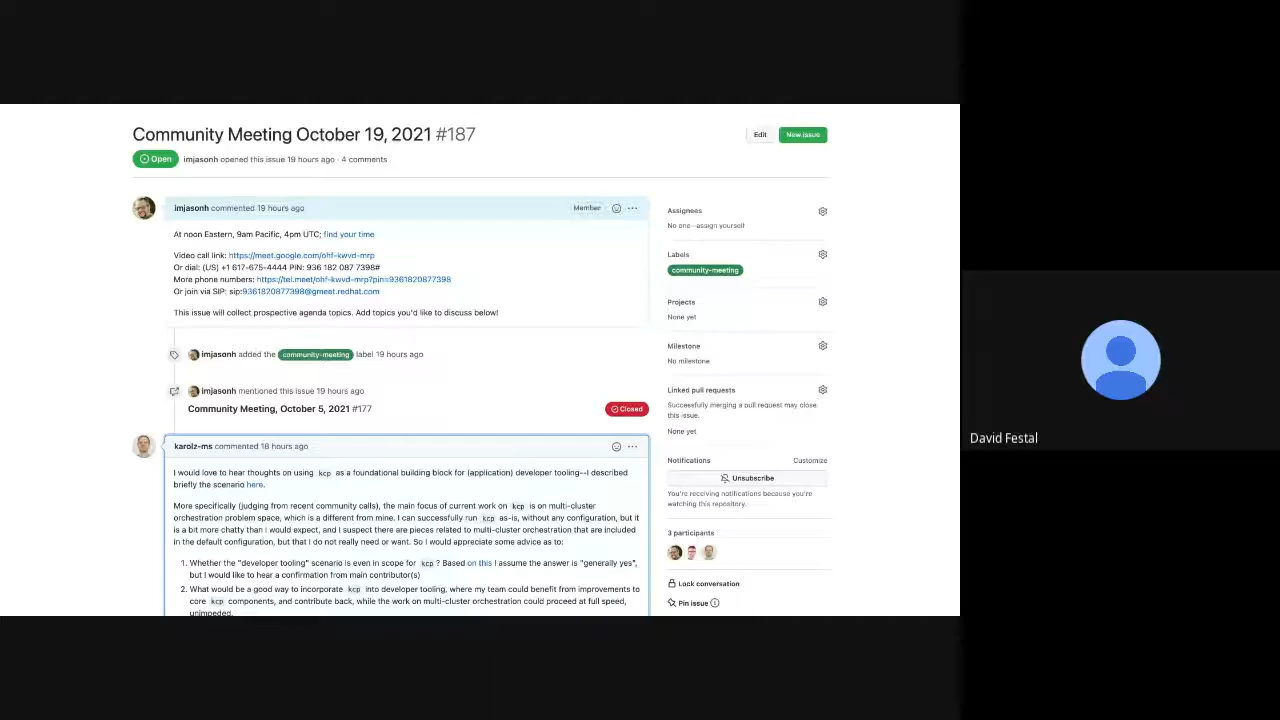 Community Meeting October 19, 2021 #187
Edit
New issue
Open
imjasonh opened this issue 19 hours ago · 4 comments
imjasonh commented 19 hours ago
Member
At noon Eastern, 9am Pacific, 4pm UTC; find your time
Video call link: https://meet.google.com/ohf-kwvd-mrp
Or dial: (US) +1 617-675-4444 PIN: 936 182 087 7398#
More phone numbers: https://tel.meet/ohf-kwvd-mrp?pin=9361820877398
Or join via SIP: sip:9361820877398@gmeet.redhat.com
This issue will collect prospective agenda topics. Add topics you'd like to discuss below!
imjasonh added the community-meeting label 19 hours ago
imjasonh mentioned this issue 19 hours ago
Community Meeting, October 5, 2021 #177
Closed
karolz-ms commented 18 hours ago
I would love to hear thoughts on using kcp as a foundational building block for (application) developer tooling--I described
briefly the scenario here.
More specifically (judging from recent community calls), the main focus of current work on kcp is on multi-cluster
orchestration problem space, which is a different from mine. I can successfully run kcp as-is, without any configuration, but it
is a bit more chatty than I would expect, and I suspect there are pieces related to multi-cluster orchestration that are included
in the default configuration, but that I do not really need or want. So I would appreciate some advice as to:
1. Whether the "developer tooling" scenario is even in scope for kcp? Based on this I assume the answer is "generally yes",
but I would like to hear a confirmation from main contributor(s)
2. What would be a good way to incorporate kcp into developer tooling, where my team could benefit from improvements to
core kcp components, and contribute back, while the work on multi-cluster orchestration could proceed at full speed,
unimpeded.
Assignees
No one—assign yourself
Labels
community-meeting
Projects
None yet
Milestone
No milestone
Linked pull requests
Successfully merging a pull request may close
this issue.
None yet
Notifications
Customize
Unsubscribe
You're receiving notifications because you're
watching this repository.
3 participants
Lock conversation
Pin issue
David Festal